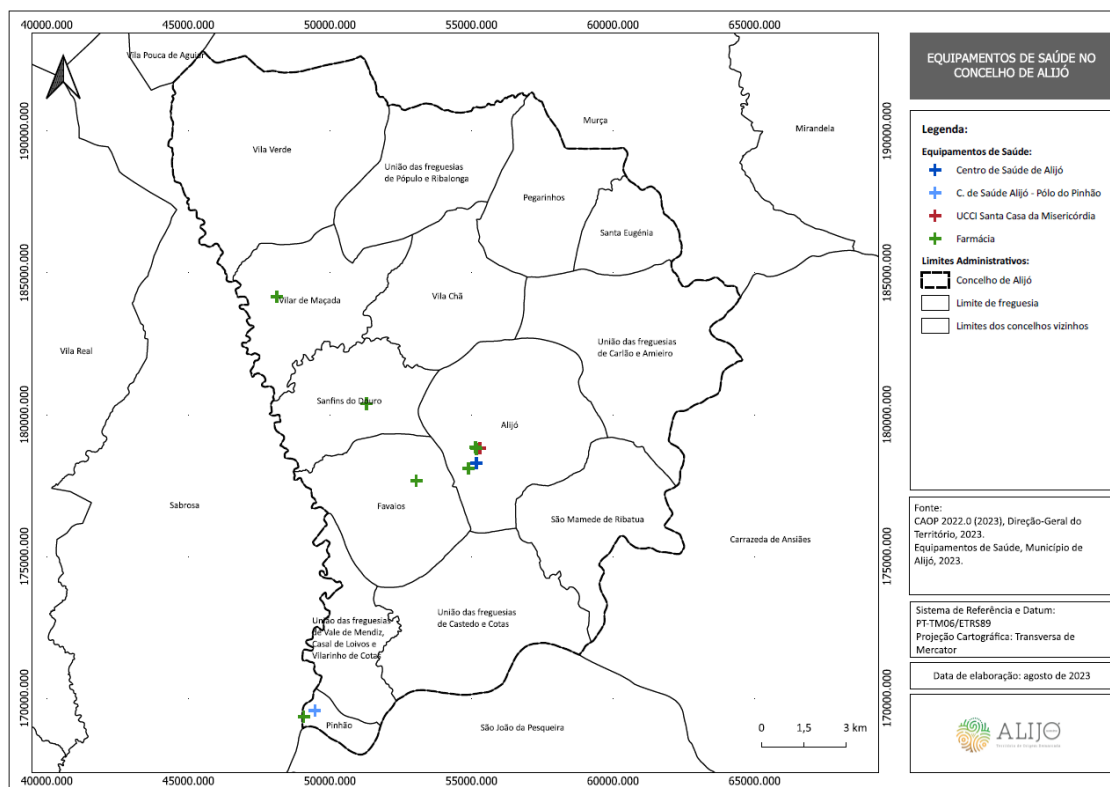 40000.000
45000.000
50000.000
55000.000
60000.000
65000.000
Vila Pouca de Aguiar
190000.000
Murça
Mirandela
190000.000
Vila Verde
União das freguesias
de Pópulo e Ribalonga
Pegarinhos
Santa Eugénia
185000.000
Vilar de Maçada
Vila Chã
185000.000
Vila Real
União das freguesias
de Carlão e Amieiro
Sanfins do Douro
180000.000
Alijó
180000.000
Sabrosa
Favaios
São Mamede de Ribatua
Carrazeda de Ansiães
175000.000
175000.000
União das freguesias
de Vale de Mendiz,
Casal de Loivos e
Vilarinho de Cotas
União das freguesias
de Castedo e Cotas
170000.000
Pinhão
São João da Pesqueira
170000.000
0 1,5 3 km
40000.000
45000.000
50000.000
55000.000
60000.000
65000.000
EQUIPAMENTOS DE SAÚDE NO
CONCELHO DE ALIJÓ
Legenda:
Equipamentos de Saúde:
Centro de Saúde de Alijó
C. de Saúde Alijó - Pólo do Pinhão
UCCI Santa Casa da Misericórdia
Farmácia
Limites Administrativos:
Concelho de Alijó
Limite de freguesia
Limites dos concelhos vizinhos
Fonte:
CAOP 2022.0 (2023), Direção-Geral do
Território, 2023.
Equipamentos de Saúde, Município de
Alijó, 2023.
Sistema de Referência e Datum:
PT-TM06/ETRS89
Projeção Cartográfica: Transversa de
Mercator
Data de elaboração: agosto de 2023
ALIJÓ